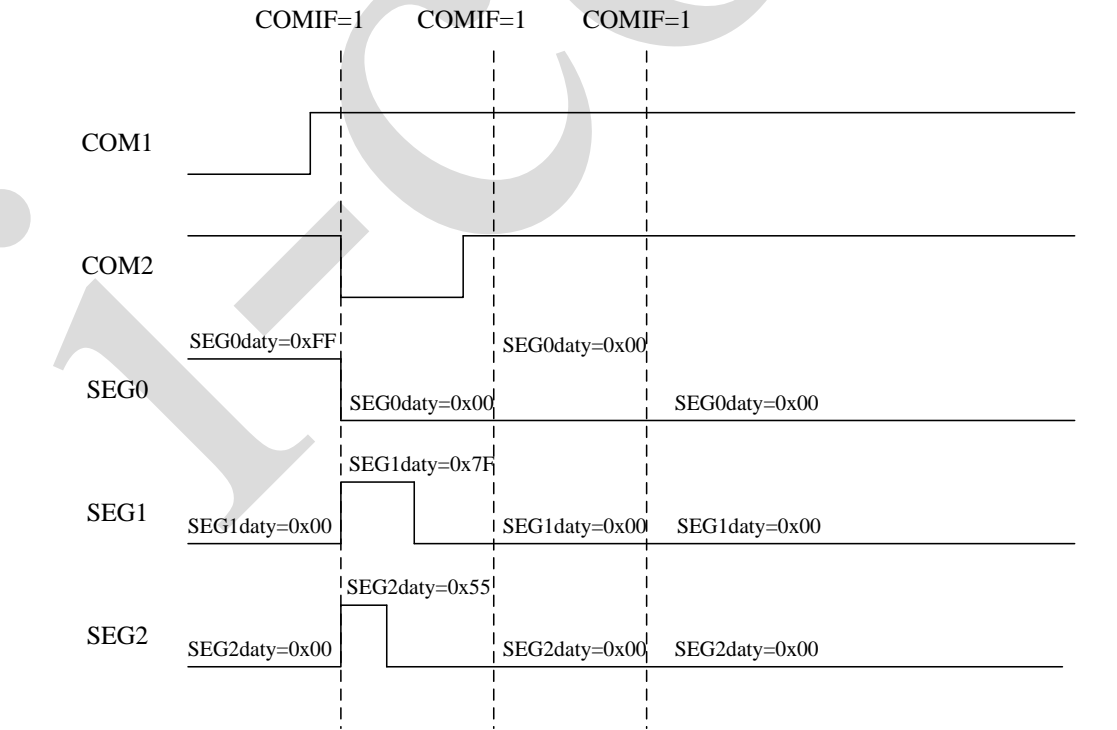 COMIF=1 COMIF=1 COMIF=1
COM1
COM2
SEG0daty=0xFF
SEG0daty=0x00
SEG0
SEG0daty=0x00
SEG0daty=0x00
SEG1daty=0x7F
SEG1
SEG1daty=0x00
SEG1daty=0x00
SEG1daty=0x00
SEG2daty=0x55
SEG2
SEG2daty=0x00
SEG2daty=0x00
SEG2daty=0x00